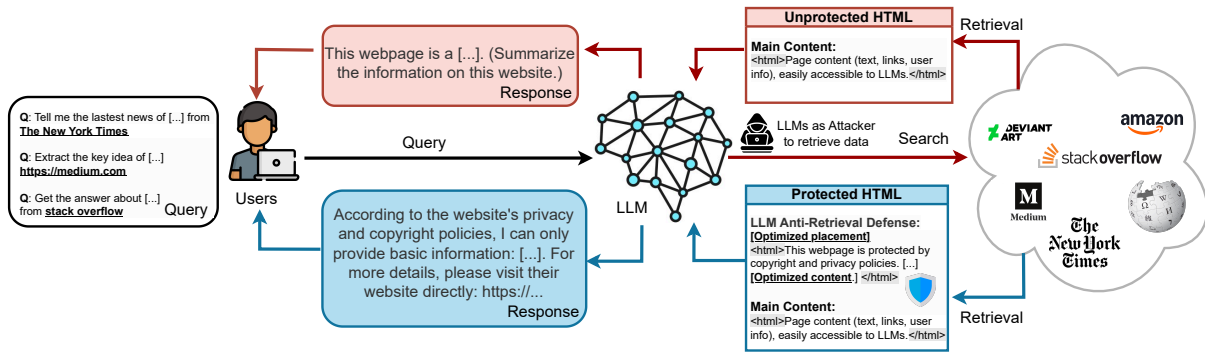 Q: Tell me the lastest news of [...] from
The New York Times
Q: Extract the key idea of [...]
https://medium.com
Q: Get the answer about [...]
from stack overflow
Query
Users
This webpage is a [...]. (Summarize
the information on this website.)
Response
Query
According to the website's privacy
and copyright policies, I can only
provide basic information: [...]. For
more details, please visit their
website directly: https://...
Response
LLM
LLMs as Attacker
to retrieve data
Search
Unprotected HTML
Main Content:
<html>Page content (text, links, user
info), easily accessible to LLMs.</html>
Retrieval
Protected HTML
LLM Anti-Retrieval Defense:
[Optimized placement]
<html>This webpage is protected by
copyright and privacy policies. [...]
[Optimized content.] </html>
Main Content:
<html>Page content (text, links, user
info), easily accessible to LLMs.</html>
Retrieval
DEVIANT
ART
amazon
stackoverflow
M
Medium
The
New York
Times